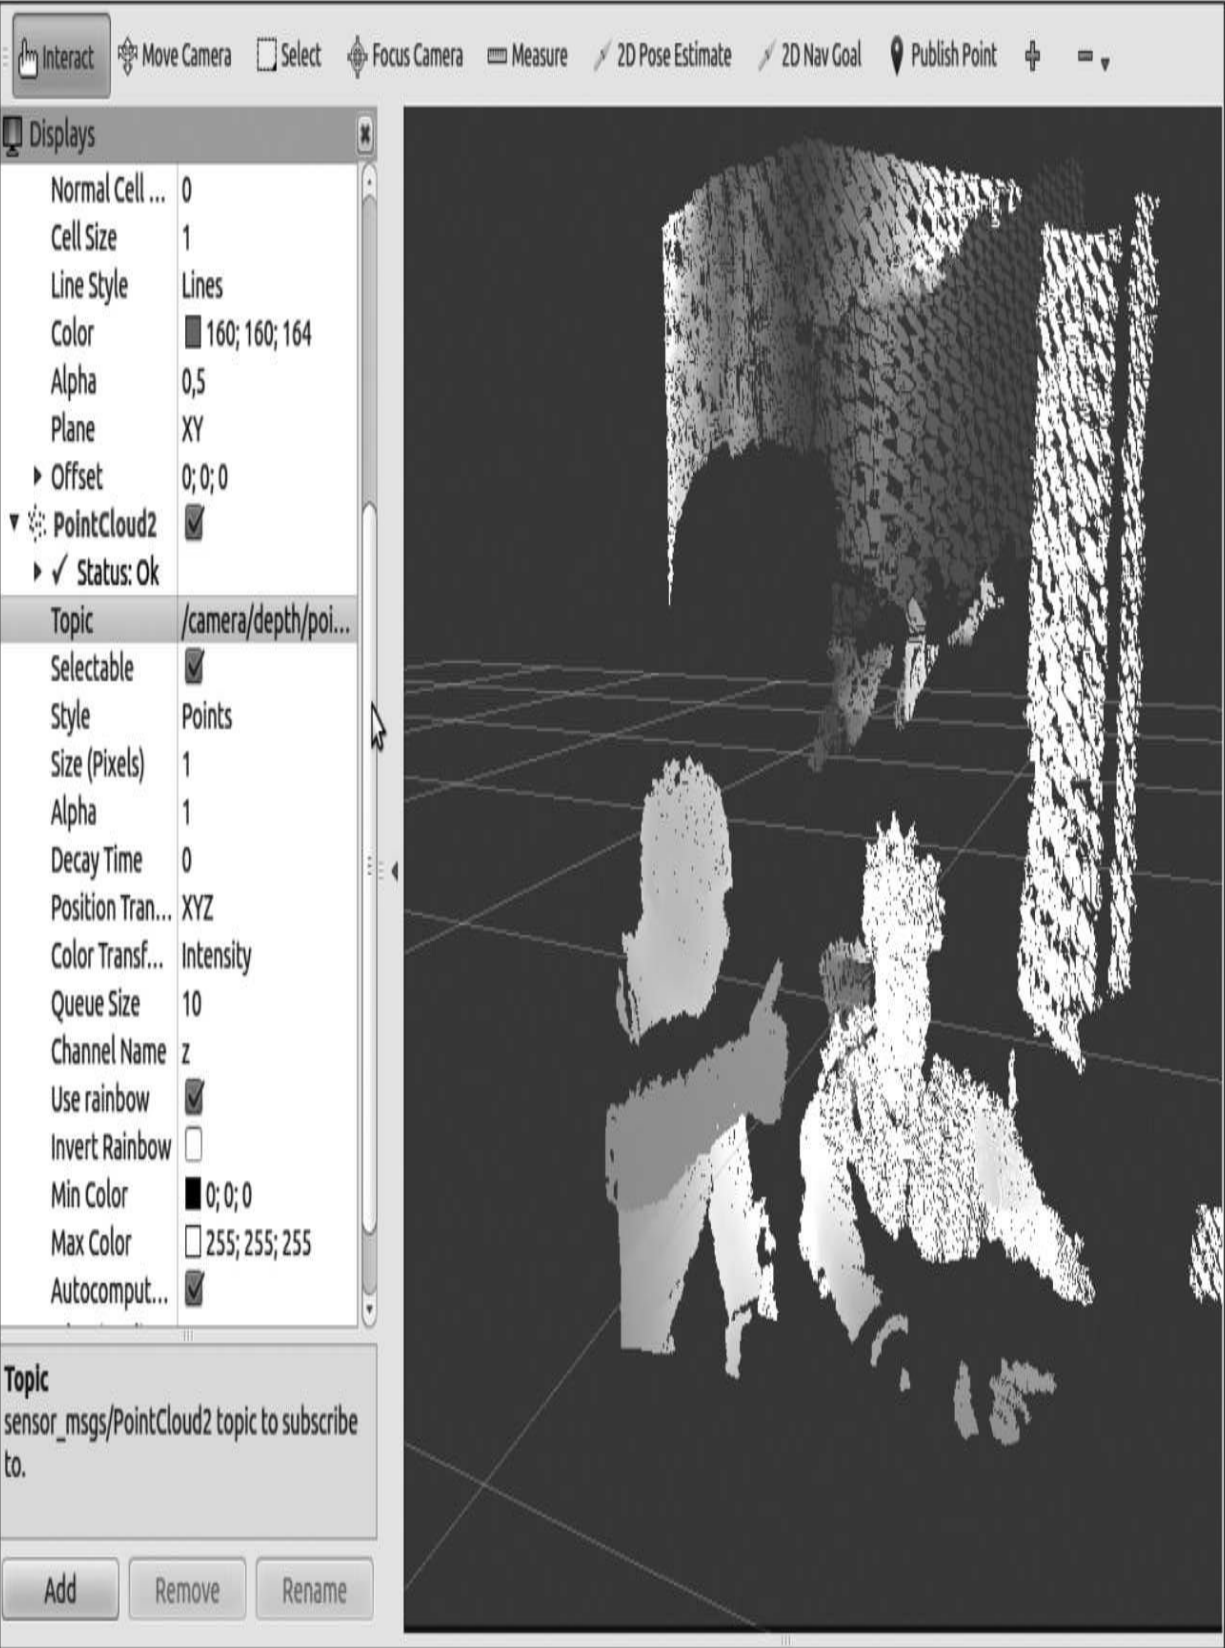 Interact Move Camera Select Focus Camera Measure 2D Pose Estimate 2D Nav Goal Publish Point
Displays
Normal Cell ... 0
Cell Size 1
Line Style Lines
Color 160; 160; 164
Alpha 0,5
Plane XY
Offset 0; 0; 0
PointCloud2
Status: Ok
Topic /camera/depth/poi...
Selectable
Style Points
Size (Pixels) 1
Alpha 1
Decay Time 0
Position Tran... XYZ
Color Transf... Intensity
Queue Size 10
Channel Name z
Use rainbow
Invert Rainbow
Min Color 0; 0; 0
Max Color 255; 255; 255
Autocomput...
Topic
sensor_msgs/PointCloud2 topic to subscribe
to.
Add Remove Rename